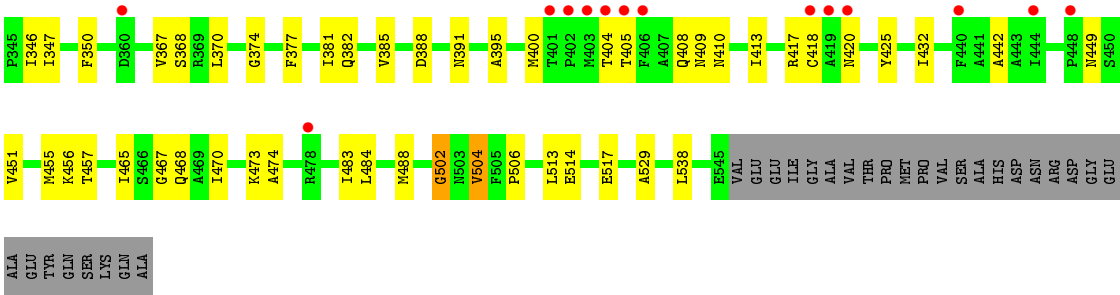 P345 I346 I347 F350 D360 V367 S368 R369 L370 G374 F377 I381 Q382 V385 D388 N391 A395 M400 T401 P402 M403 T404 T405 F406 A407 Q408 N409 N410 I413 R417 C418 A419 N420 Y425 I432 F440 A441 A442 A443 I444 P448 N449 S450
V451 M455 K456 T457 I465 S466 G467 Q468 A469 I470 K473 A474 R478 I483 L484 M488 G502 N503 V504 F505 P506 L513 E514 E517 A529 L538 E545 VAL GLU GLU ILE GLY ALA VAL THR PRO MET PRO VAL SER ALA HIS ASP ASN ARG ASP GLY GLU
ALA GLU TYR GLN SER LYS GLN ALA